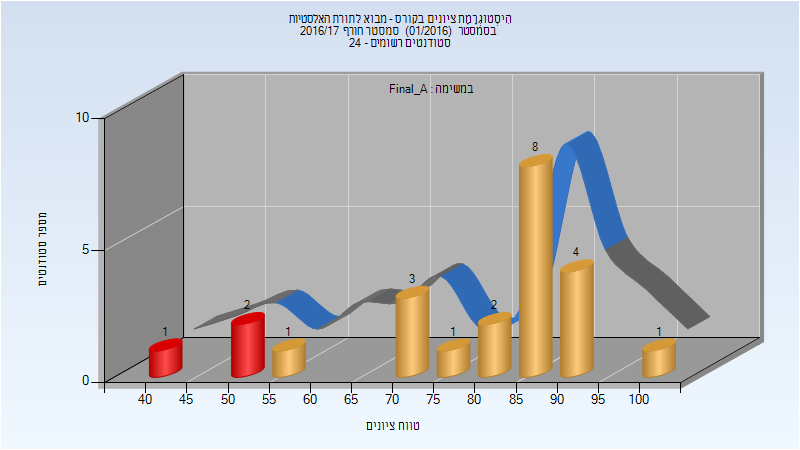 היסטוגרמת ציונים בקורס - מבוא לתורת האלסטיות
בסמסטר (01/2016) סמסטר חורף 2016/17
סטודנטים רשומים - 24
במשימה : Final_A
10
5
0
מספר סטודנטים
1
2
1
3
1
2
8
4
1
40 45 50 55 60 65 70 75 80 85 90 95 100
טווח ציונים